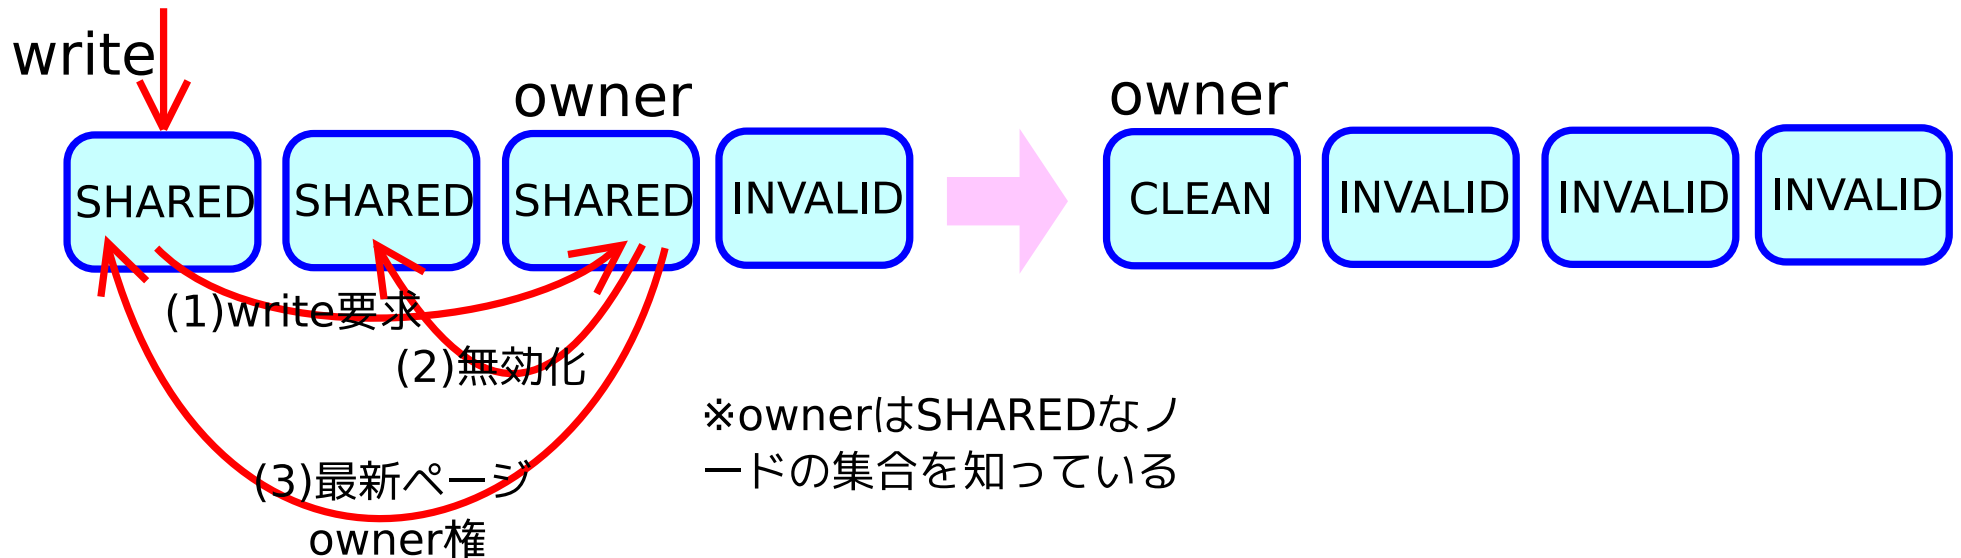 write
owner
owner
SHARED
SHARED
SHARED
INVALID
CLEAN
INVALID
INVALID
INVALID
(1)write要求
(2)無効化
※ownerはSHAREDなノ
ードの集合を知っている
(3)最新ページ
owner権